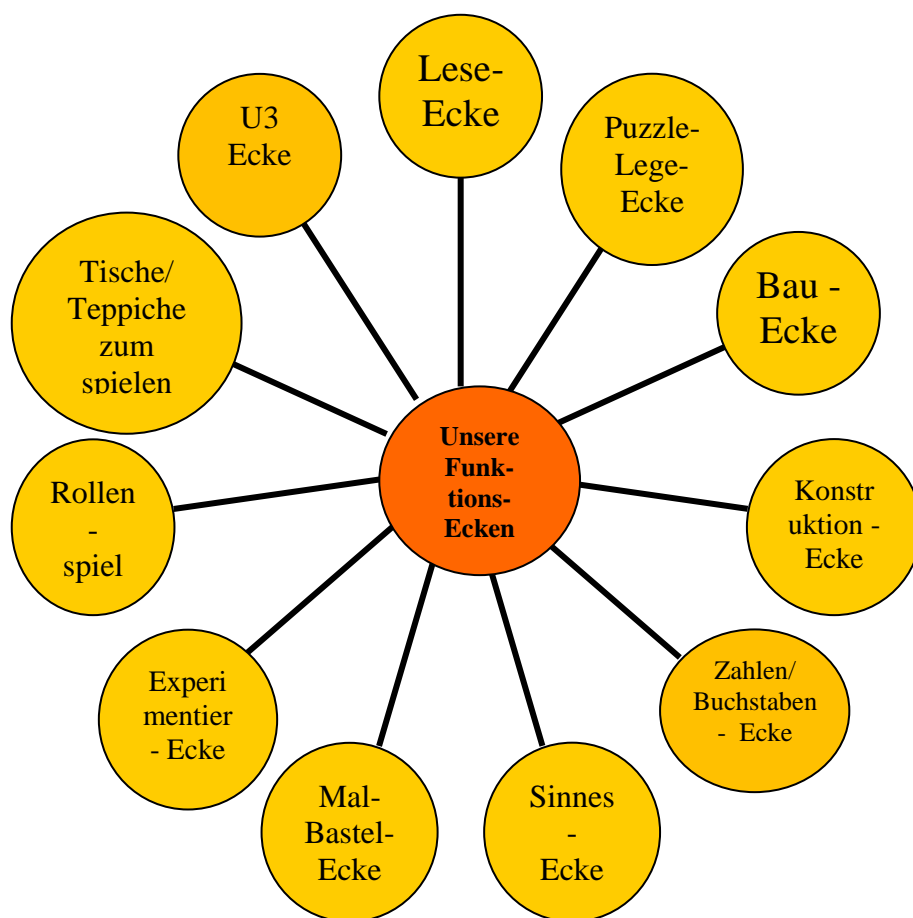 Lese-
Ecke
U3
Ecke
Puzzle-
Lege-
Ecke
Tische/
Teppiche
zum
spielen
Bau -
Ecke
Unsere
Funk-
tions-
Ecken
Rollen
-
spiel
Konstr
uktion -
Ecke
Experi
mentier
- Ecke
Zahlen/
Buchstaben
- Ecke
Mal-
Bastel-
Ecke
Sinnes
-
Ecke